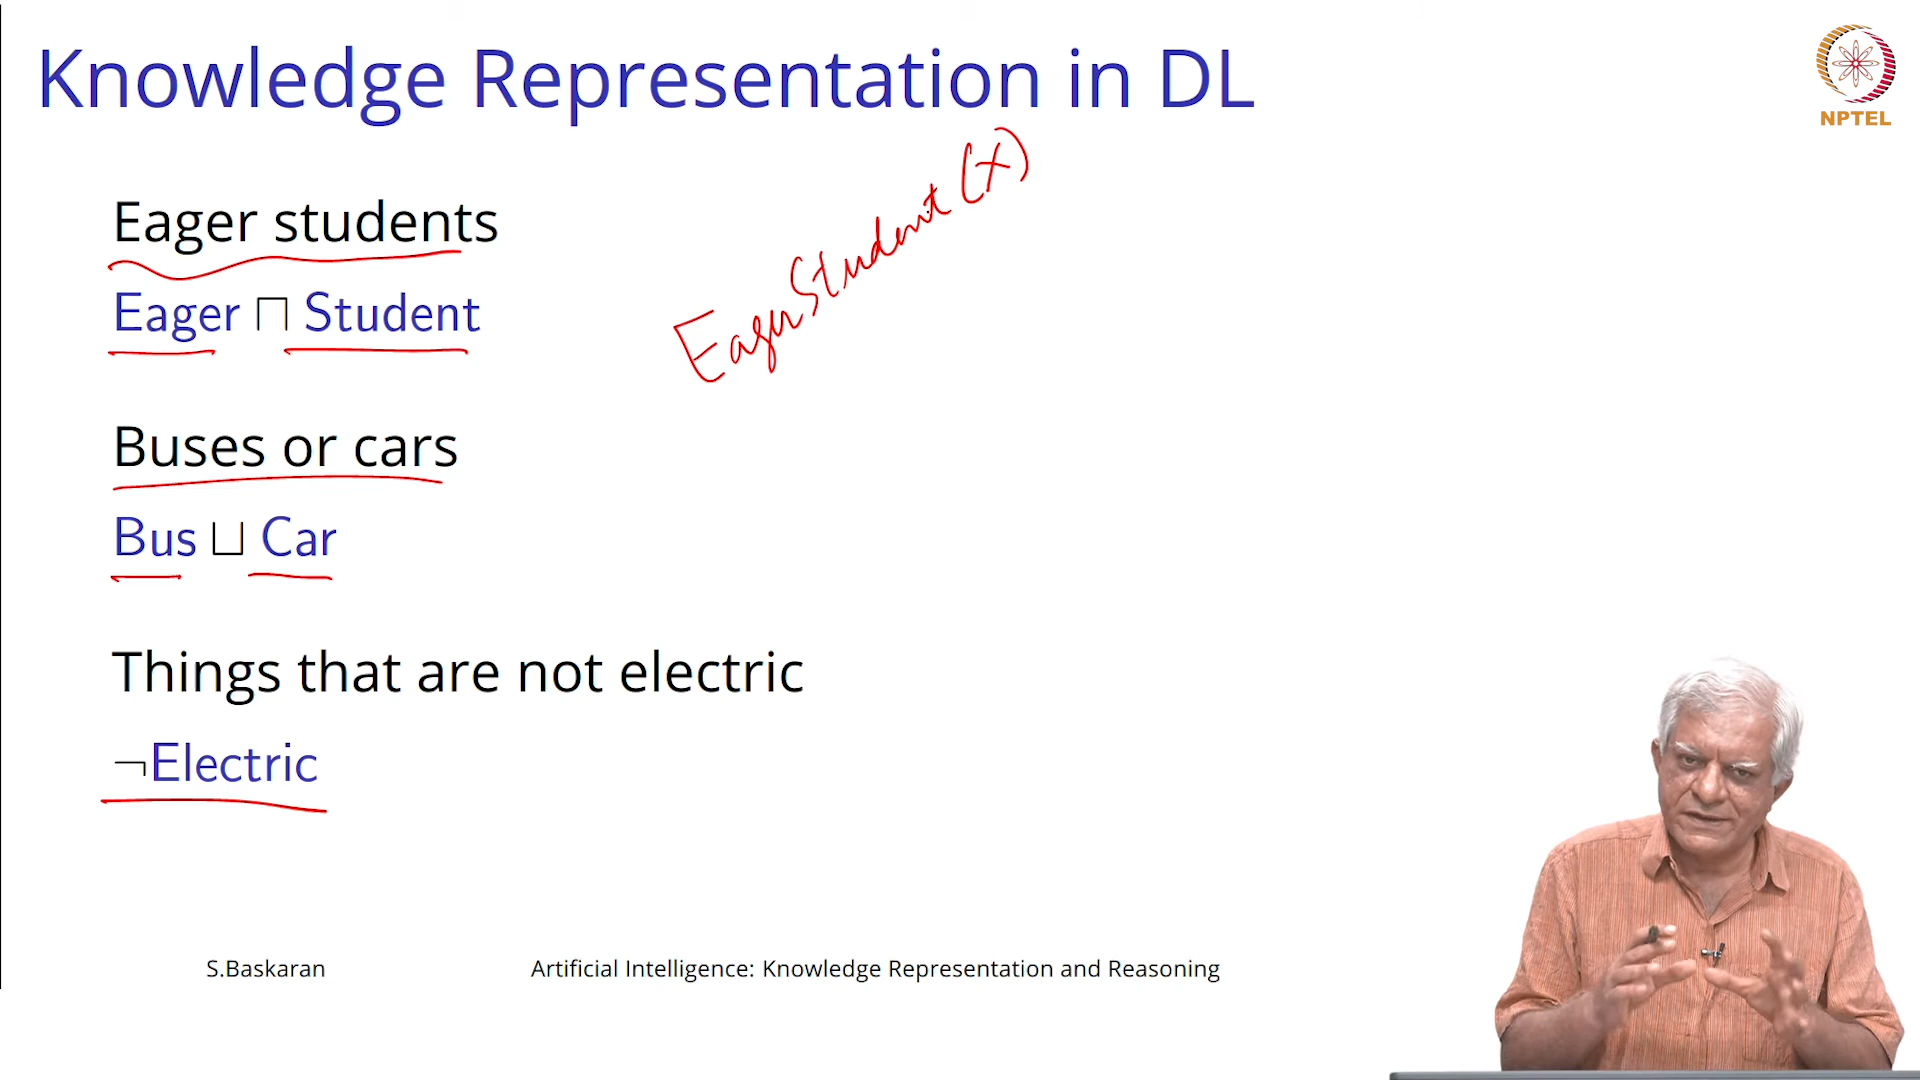 Knowledge Representation in DL
NPTEL
Eager students
Eager ⊓ Student
EagerStudent(x)
Buses or cars
Bus ⊔ Car
Things that are not electric
¬Electric
S.Baskaran
Artificial Intelligence: Knowledge Representation and Reasoning